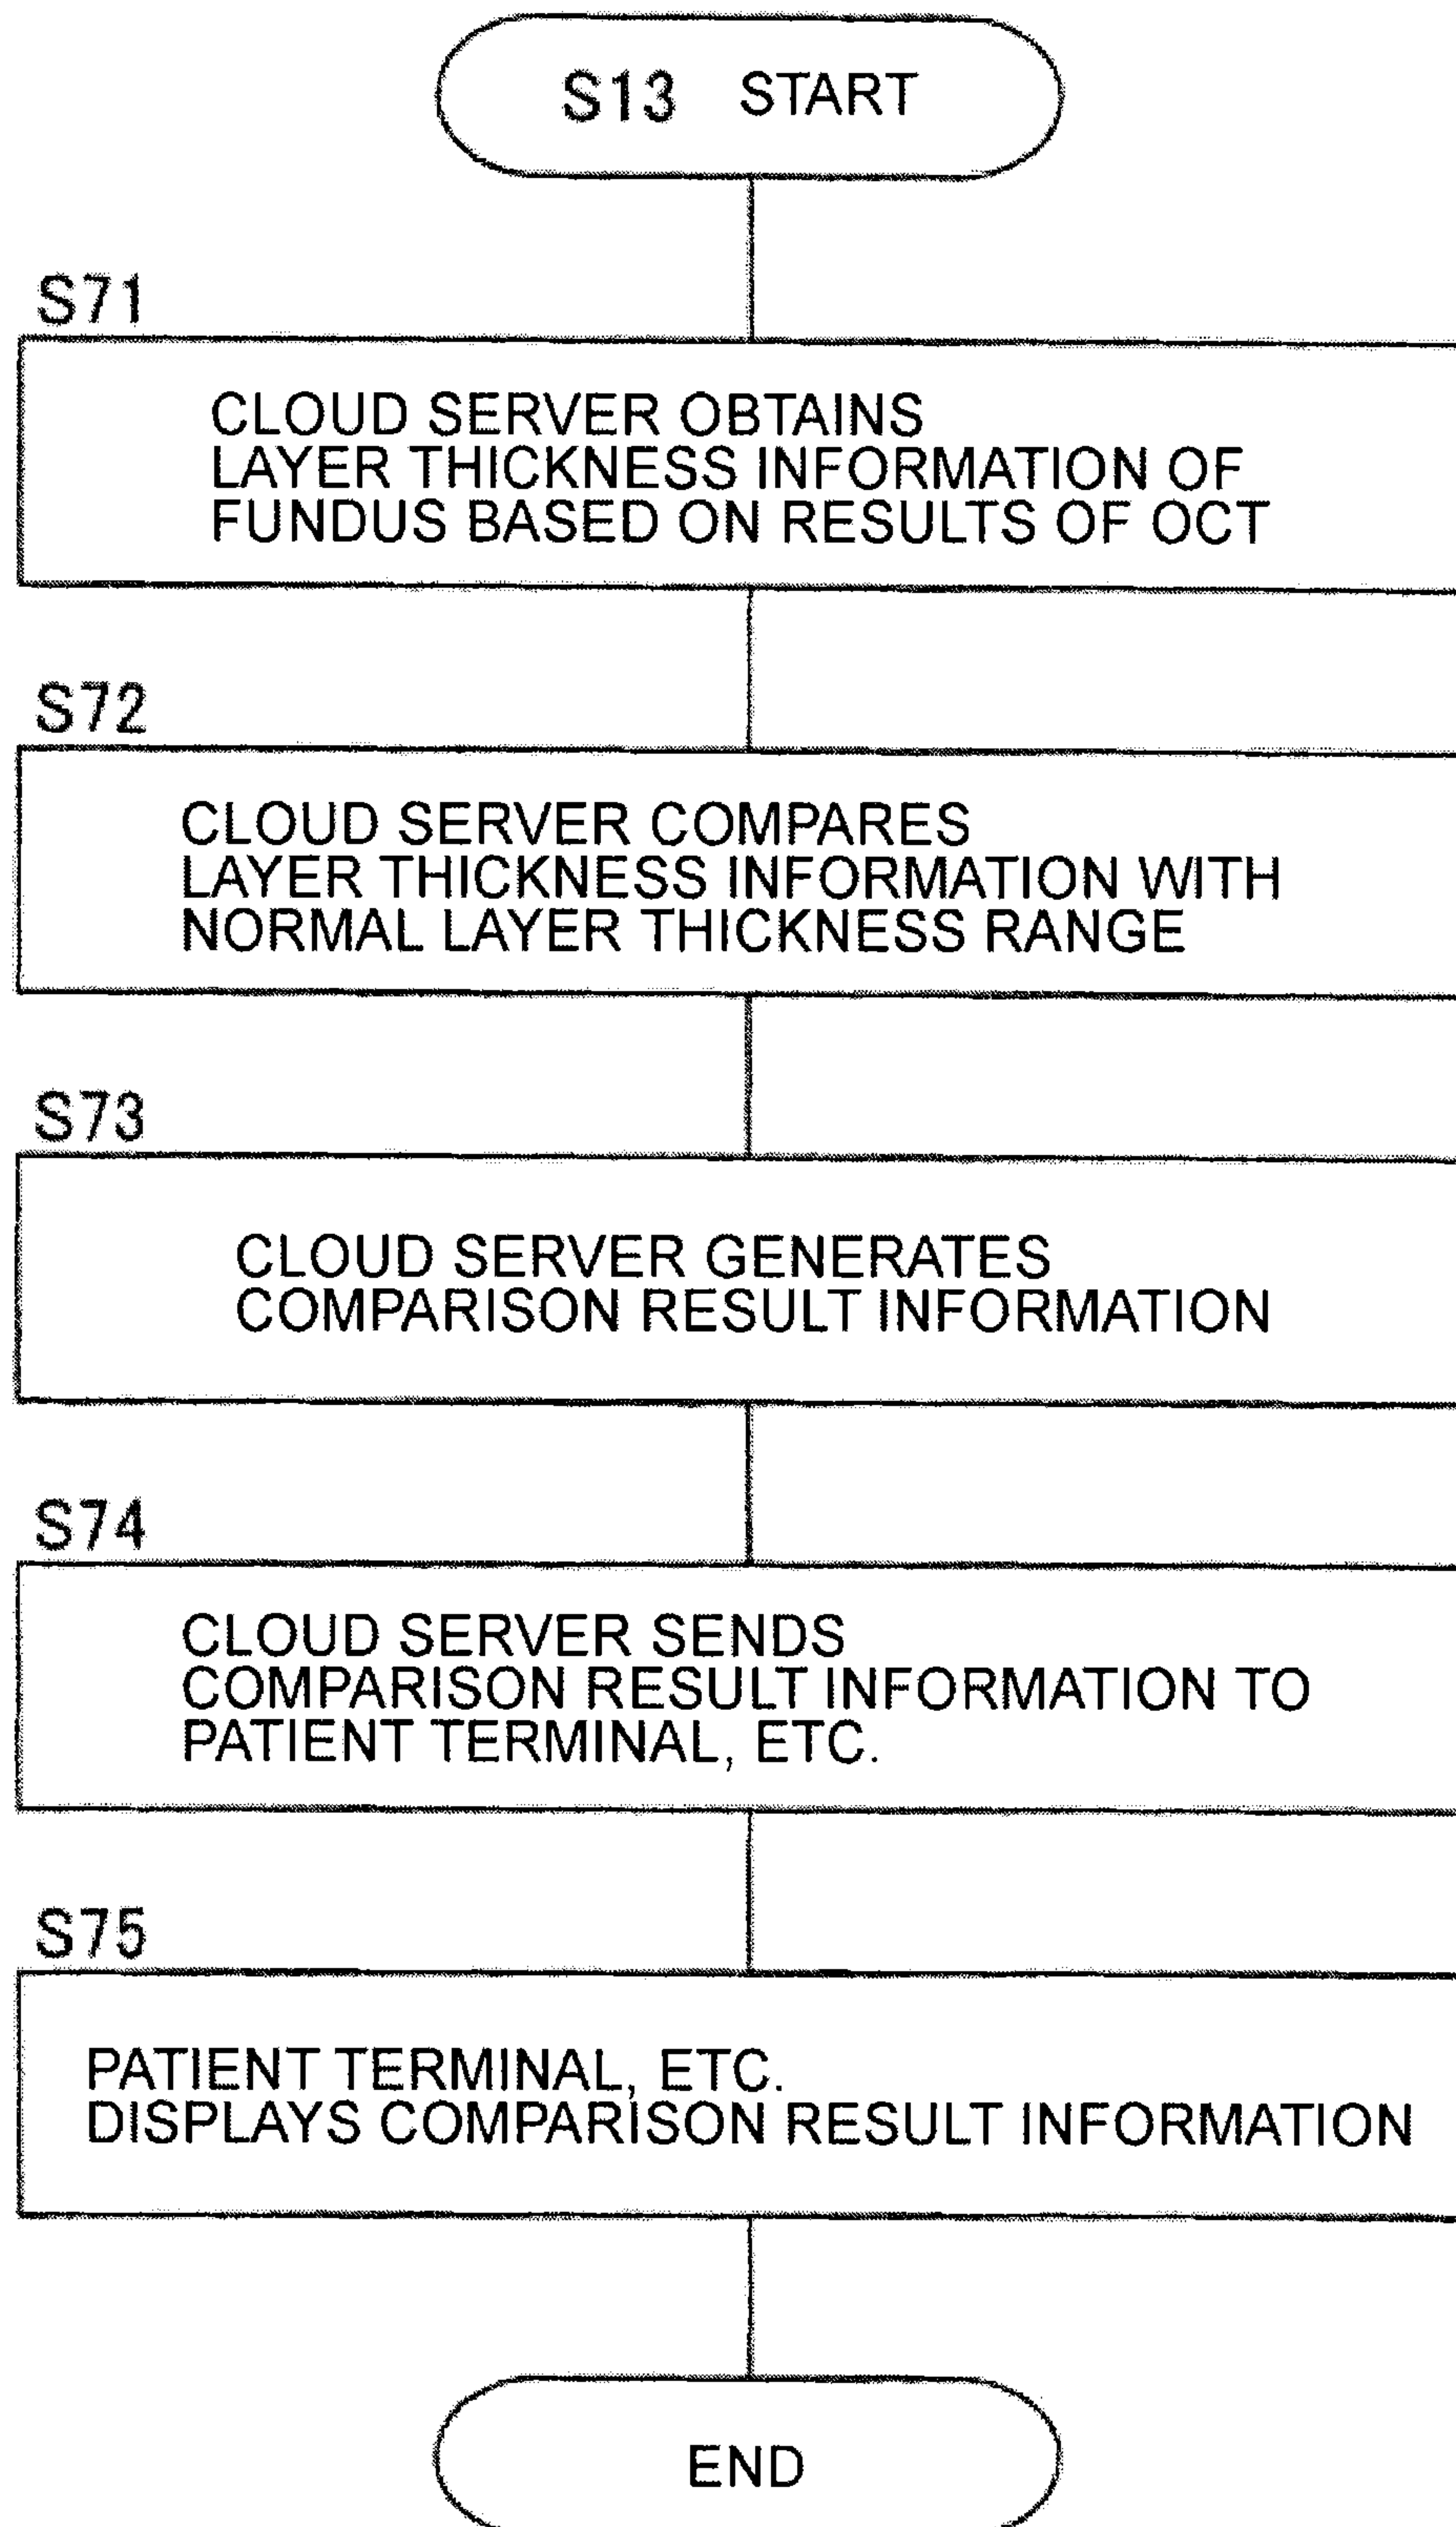 S13 START
S71
CLOUD SERVER OBTAINS
LAYER THICKNESS INFORMATION OF
FUNDUS BASED ON RESULTS OF OCT
S72
CLOUD SERVER COMPARES
LAYER THICKNESS INFORMATION WITH
NORMAL LAYER THICKNESS RANGE
S73
CLOUD SERVER GENERATES
COMPARISON RESULT INFORMATION
S74
CLOUD SERVER SENDS
COMPARISON RESULT INFORMATION TO
PATIENT TERMINAL, ETC.
S75
PATIENT TERMINAL, ETC.
DISPLAYS COMPARISON RESULT INFORMATION
END